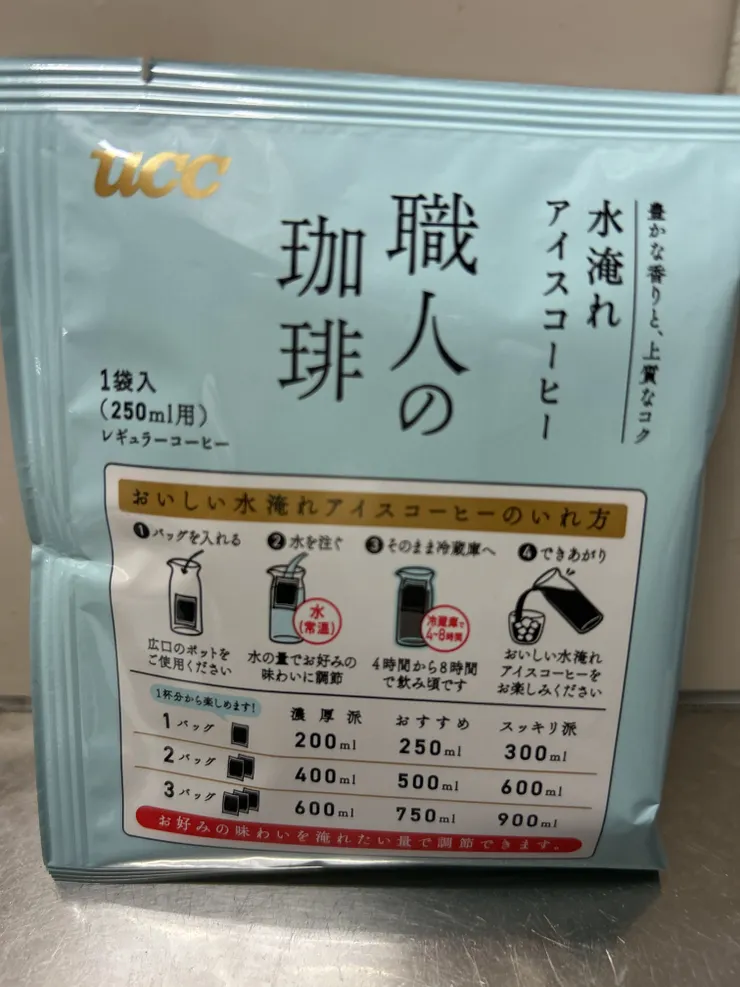 ucc
豊かな香りと、上質なコク
水淹れ
アイスコーヒー
職人の
珈琲
1袋入
(250ml用)
レギュラーコーヒー
おいしい水淹れアイスコーヒーのいれ方
❶バッグを入れる
広口のポットを
ご使用ください
❷水を注ぐ
水
(常温)
水の量でお好みの
味わいに調節
❸そのまま冷蔵庫へ
冷蔵庫で
4~8時間
4時間から8時間
で飲み頃です
❹できあがり
おいしい水淹れ
アイスコーヒーを
お楽しみください
1杯分から楽しめます!
濃厚派 おすすめ スッキリ派
1バッグ 200ml 250ml 300ml
2バッグ 400ml 500ml 600ml
3バッグ 600ml 750ml 900ml
お好みの味わいを淹れたい量で調節できます。